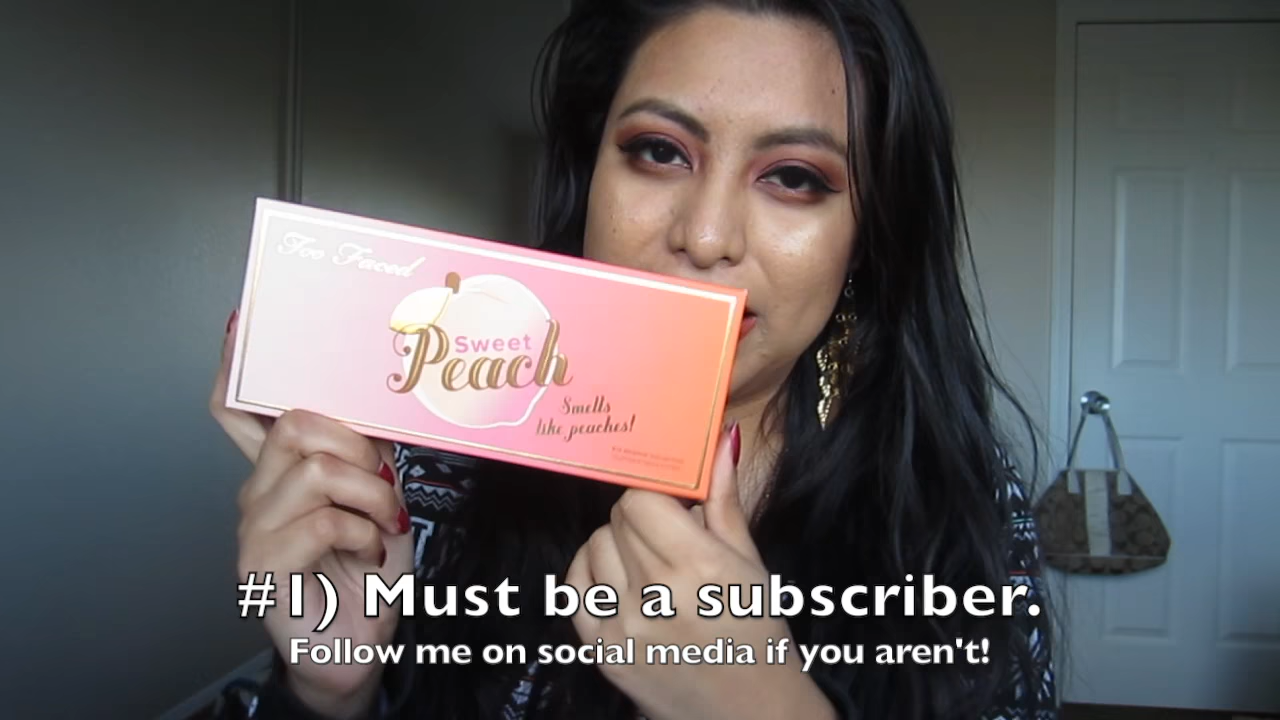 Too Faced
Sweet
Peach
Smells
like peaches!
#1) Must be a subscriber.
Follow me on social media if you aren't!